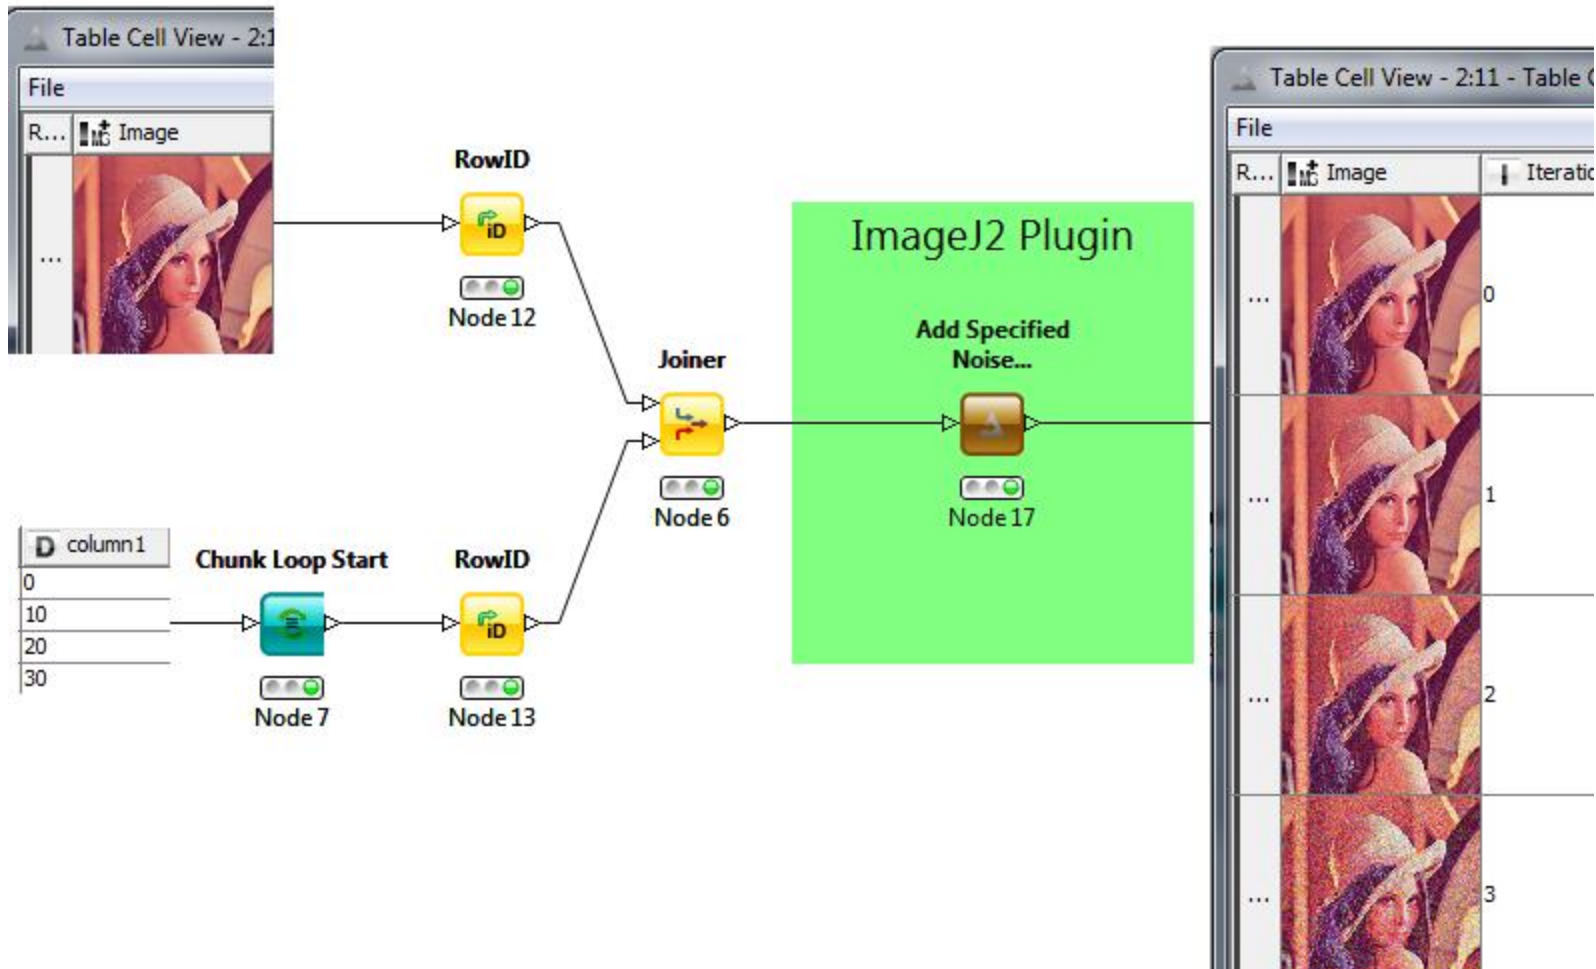 Table Cell View - 2:1
File
R... Image
...
RowID
Node 12
Joiner
Node 6
D column1
0
10
20
30
Chunk Loop Start
Node 7
RowID
Node 13
ImageJ2 Plugin
Add Specified
Noise...
Node 17
Table Cell View - 2:11 - Table C
File
R... Image Iteratio
... 0
... 1
... 2
... 3